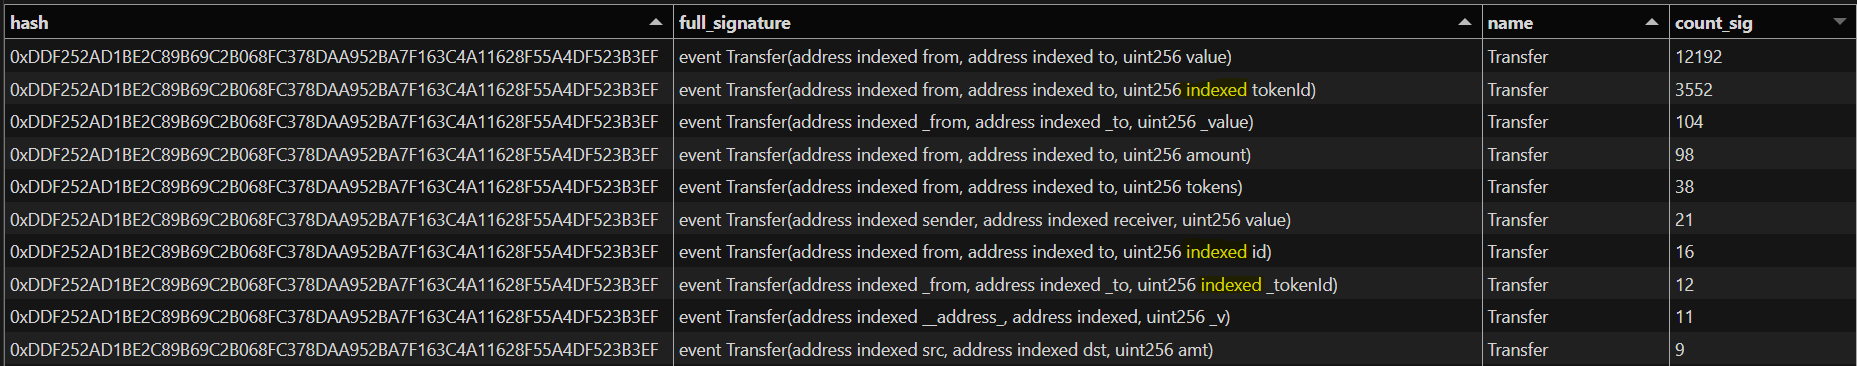 hash full_signature name count_sig
0xDDF252AD1BE2C89B69C2B068FC378DAA952BA7F163C4A11628F55A4DF523B3EF event Transfer(address indexed from, address indexed to, uint256 value) Transfer 12192
0xDDF252AD1BE2C89B69C2B068FC378DAA952BA7F163C4A11628F55A4DF523B3EF event Transfer(address indexed from, address indexed to, uint256 indexed tokenId) Transfer 3552
0xDDF252AD1BE2C89B69C2B068FC378DAA952BA7F163C4A11628F55A4DF523B3EF event Transfer(address indexed _from, address indexed _to, uint256 _value) Transfer 104
0xDDF252AD1BE2C89B69C2B068FC378DAA952BA7F163C4A11628F55A4DF523B3EF event Transfer(address indexed from, address indexed to, uint256 amount) Transfer 98
0xDDF252AD1BE2C89B69C2B068FC378DAA952BA7F163C4A11628F55A4DF523B3EF event Transfer(address indexed from, address indexed to, uint256 tokens) Transfer 38
0xDDF252AD1BE2C89B69C2B068FC378DAA952BA7F163C4A11628F55A4DF523B3EF event Transfer(address indexed sender, address indexed receiver, uint256 value) Transfer 21
0xDDF252AD1BE2C89B69C2B068FC378DAA952BA7F163C4A11628F55A4DF523B3EF event Transfer(address indexed from, address indexed to, uint256 indexed id) Transfer 16
0xDDF252AD1BE2C89B69C2B068FC378DAA952BA7F163C4A11628F55A4DF523B3EF event Transfer(address indexed _from, address indexed _to, uint256 indexed _tokenId) Transfer 12
0xDDF252AD1BE2C89B69C2B068FC378DAA952BA7F163C4A11628F55A4DF523B3EF event Transfer(address indexed __address_, address indexed, uint256 _v) Transfer 11
0xDDF252AD1BE2C89B69C2B068FC378DAA952BA7F163C4A11628F55A4DF523B3EF event Transfer(address indexed src, address indexed dst, uint256 amt) Transfer 9